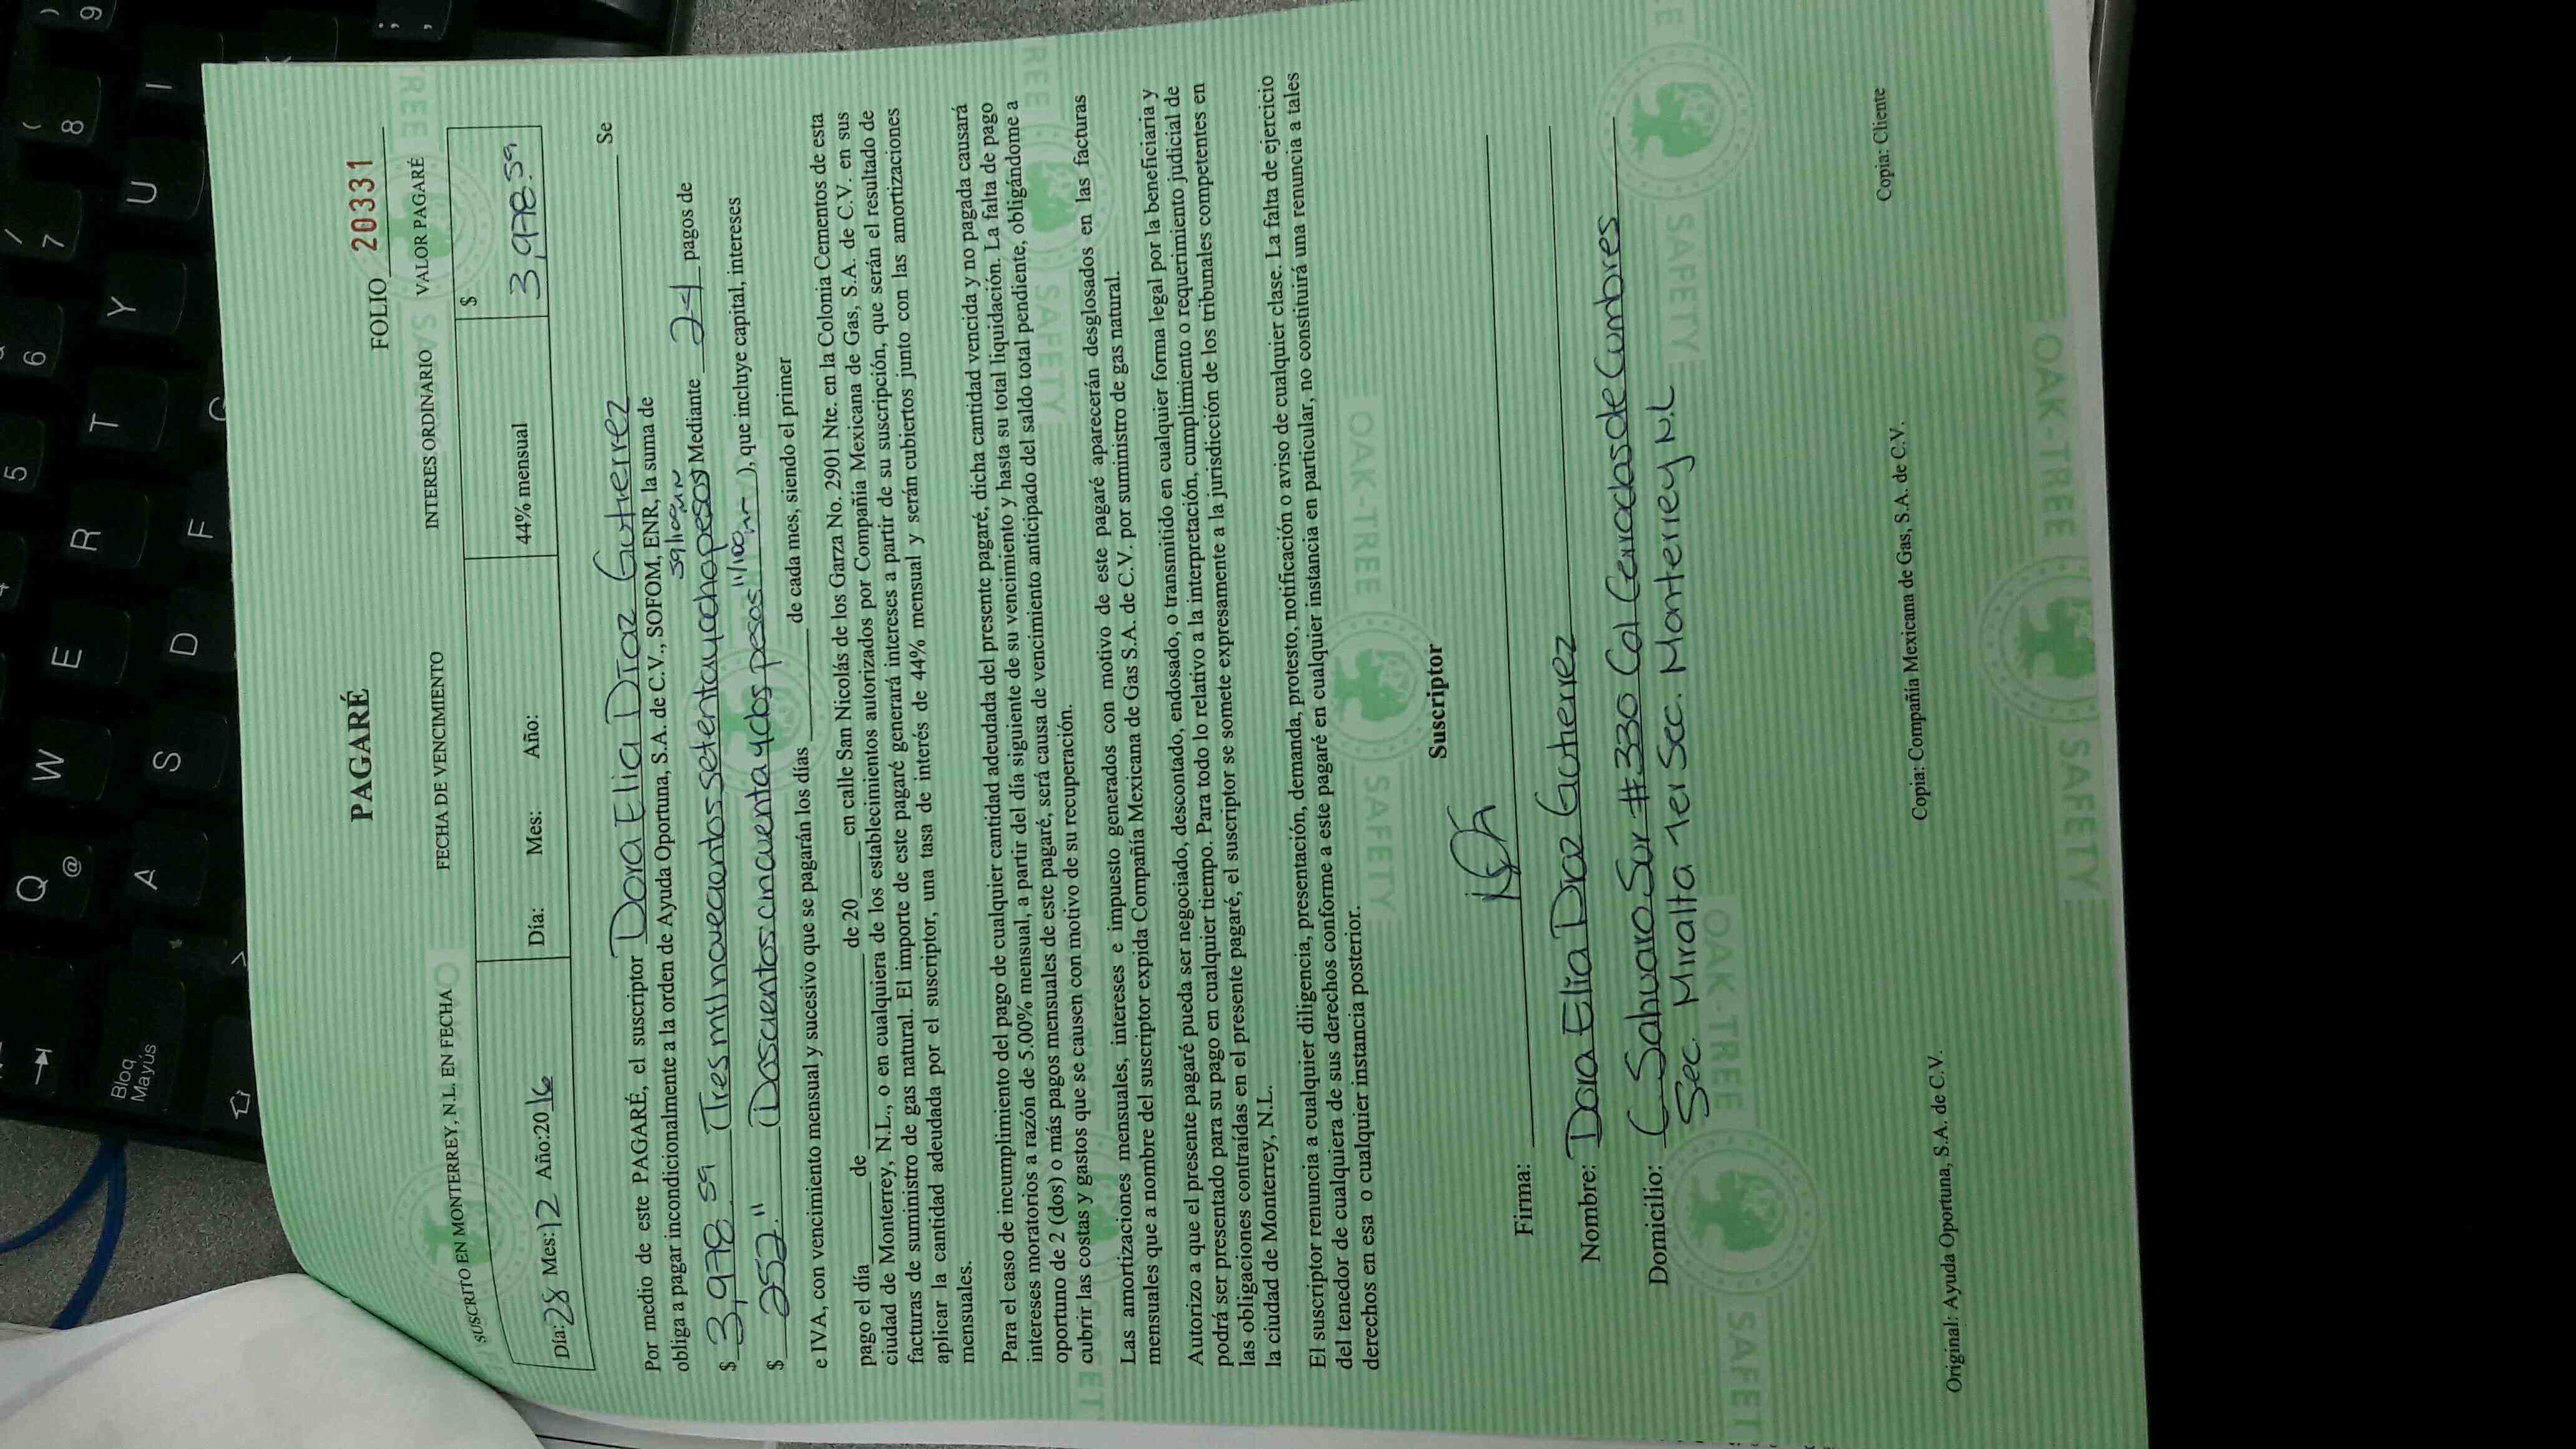 PAGARÉ
FOLIO 20331
SUSCRITO EN MONTERREY, N.L. EN FECHA FECHA DE VENCIMIENTO INTERES ORDINARIO VALOR PAGARÉ
Día: 28 Mes: 12 Año: 2016 Día: Mes: Año: 44% mensual $ 3,978.59
Por medio de este PAGARÉ, el suscriptor Dora Elia Díaz Gutierrez Se
obliga a pagar incondicionalmente a la orden de Ayuda Oportuna, S.A. de C.V., SOFOM, ENR, la suma de
$ 3,978.59 (Tres mil novecientos setenta y ocho pesos 59/100 mn) Mediante 24 pagos de
$ 252.11 (Doscientos cincuenta y dos pesos 11/100 mn), que incluye capital, intereses
e IVA, con vencimiento mensual y sucesivo que se pagarán los días de cada mes, siendo el primer
pago el día de de 20 en calle San Nicolás de los Garza No. 2901 Nte. en la Colonia Cementos de esta
ciudad de Monterrey, N.L., o en cualquiera de los establecimientos autorizados por Compañía Mexicana de Gas, S.A. de C.V. en sus
facturas de suministro de gas natural. El importe de este pagaré generará intereses a partir de su suscripción, que serán el resultado de
aplicar la cantidad adeudada por el suscriptor, una tasa de interés de 44% mensual y serán cubiertos junto con las amortizaciones
mensuales.
Para el caso de incumplimiento del pago de cualquier cantidad adeudada del presente pagaré, dicha cantidad vencida y no pagada causará
intereses moratorios a razón de 5.00% mensual, a partir del día siguiente de su vencimiento y hasta su total liquidación. La falta de pago
oportuno de 2 (dos) o más pagos mensuales de este pagaré, será causa de vencimiento anticipado del saldo total pendiente, obligándome a
cubrir las costas y gastos que se causen con motivo de su recuperación.
Las amortizaciones mensuales, intereses e impuesto generados con motivo de este pagaré aparecerán desglosados en las facturas
mensuales que a nombre del suscriptor expida Compañía Mexicana de Gas S.A. de C.V. por suministro de gas natural.
Autorizo a que el presente pagaré pueda ser negociado, descontado, endosado, o transmitido en cualquier forma legal por la beneficiaria y
podrá ser presentado para su pago en cualquier tiempo. Para todo lo relativo a la interpretación, cumplimiento o requerimiento judicial de
las obligaciones contraídas en el presente pagaré, el suscriptor se somete expresamente a la jurisdicción de los tribunales competentes en
la ciudad de Monterrey, N.L.
El suscriptor renuncia a cualquier diligencia, presentación, demanda, protesto, notificación o aviso de cualquier clase. La falta de ejercicio
del tenedor de cualquiera de sus derechos conforme a este pagaré en cualquier instancia en particular, no constituirá una renuncia a tales
derechos en esa o cualquier instancia posterior.
Suscriptor
Firma:
Nombre: Dora Elia Díaz Gutierrez
Domicilio: C Sahuaro Sur #330 Col Cerradas de Cumbres
Sec. Miralta 1er Sec. Monterrey N.L
Original: Ayuda Oportuna, S.A. de C.V. Copia: Compañía Mexicana de Gas, S.A. de C.V. Copia: Cliente
OAK-TREE SAFETY